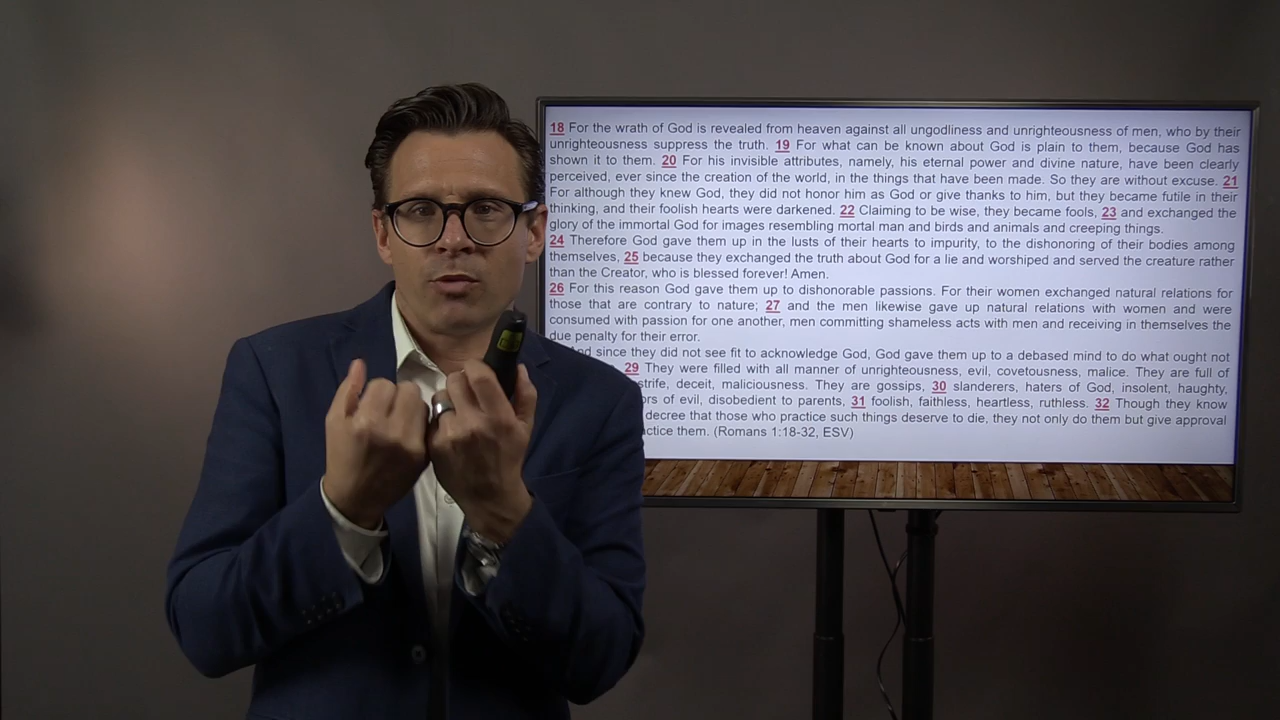 18 For the wrath of God is revealed from heaven against all ungodliness and unrighteousness of men, who by their
unrighteousness suppress the truth. 19 For what can be known about God is plain to them, because God has
shown it to them. 20 For his invisible attributes, namely, his eternal power and divine nature, have been clearly
perceived, ever since the creation of the world, in the things that have been made. So they are without excuse. 21
For although they knew God, they did not honor him as God or give thanks to him, but they became futile in their
thinking, and their foolish hearts were darkened. 22 Claiming to be wise, they became fools, 23 and exchanged the
glory of the immortal God for images resembling mortal man and birds and animals and creeping things.
24 Therefore God gave them up in the lusts of their hearts to impurity, to the dishonoring of their bodies among
themselves, 25 because they exchanged the truth about God for a lie and worshiped and served the creature rather
than the Creator, who is blessed forever! Amen.
26 For this reason God gave them up to dishonorable passions. For their women exchanged natural relations for
those that are contrary to nature; 27 and the men likewise gave up natural relations with women and were
consumed with passion for one another, men committing shameless acts with men and receiving in themselves the
due penalty for their error.
And since they did not see fit to acknowledge God, God gave them up to a debased mind to do what ought not
29 They were filled with all manner of unrighteousness, evil, covetousness, malice. They are full of
strife, deceit, maliciousness. They are gossips, 30 slanderers, haters of God, insolent, haughty,
of evil, disobedient to parents, 31 foolish, faithless, heartless, ruthless. 32 Though they know
decree that those who practice such things deserve to die, they not only do them but give approval
them. (Romans 1:18-32, ESV)